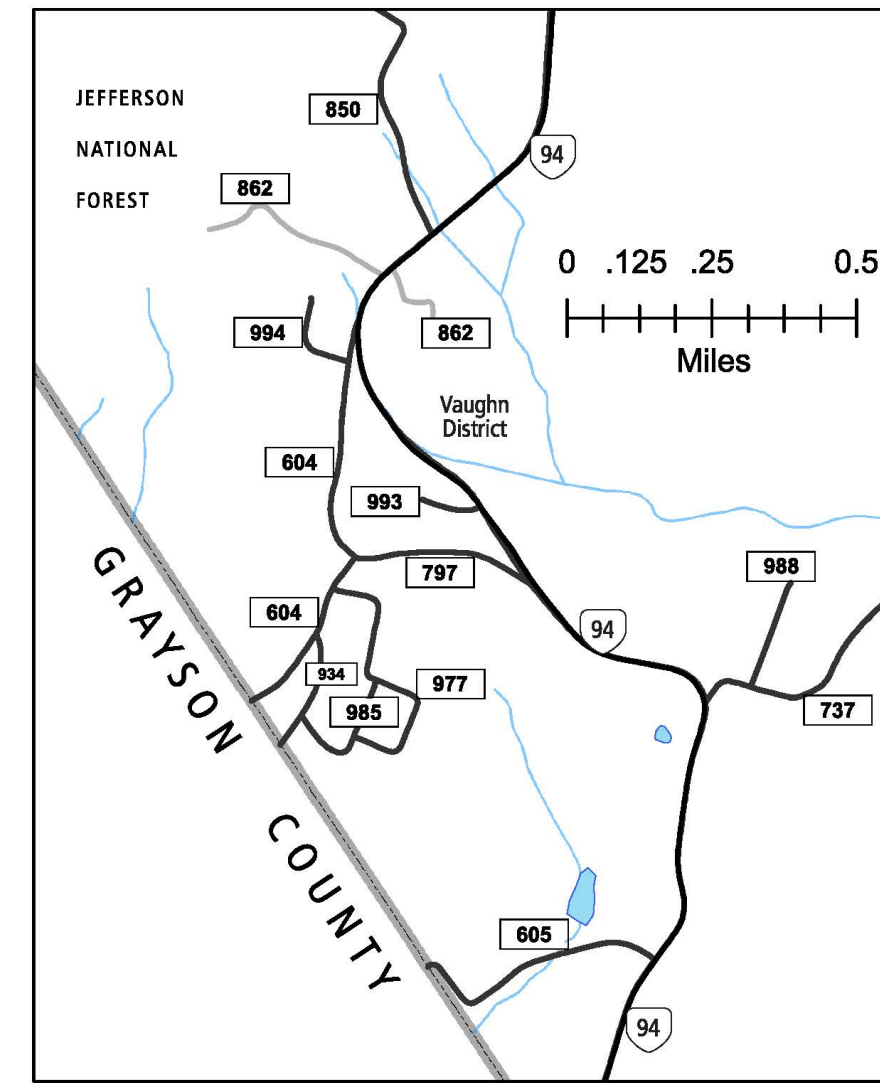 JEFFERSON
NATIONAL
FOREST
850
94
862
0 .125 .25 0.5
Miles
994
862
Vaughn
District
604
993
797
988
604
94
934
977
985
737
GRAYSON
COUNTY
605
94